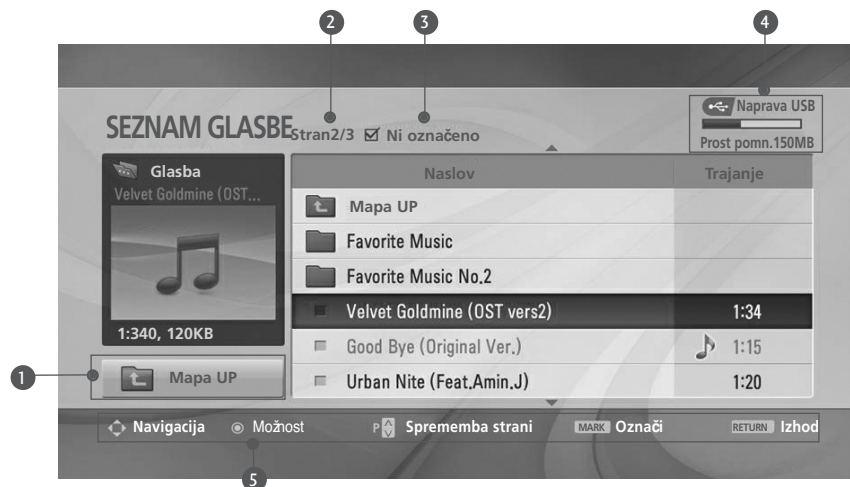 2 3 4
Naprava USB
SEZNAM GLASBE Stran2/3 Ni označeno
Prost pomn.150MB
Glasba Naslov Trajanje
Velvet Goldmine (OST...
Mapa UP
Favorite Music
Favorite Music No.2
Velvet Goldmine (OST vers2) 1:34
1:340, 120KB
Good Bye (Original Ver.) 1:15
1 Mapa UP
Urban Nite (Feat.Amin.J) 1:20
Navigacija Možnost P Sprememba strani MARK Označi RETURN Izhod
5